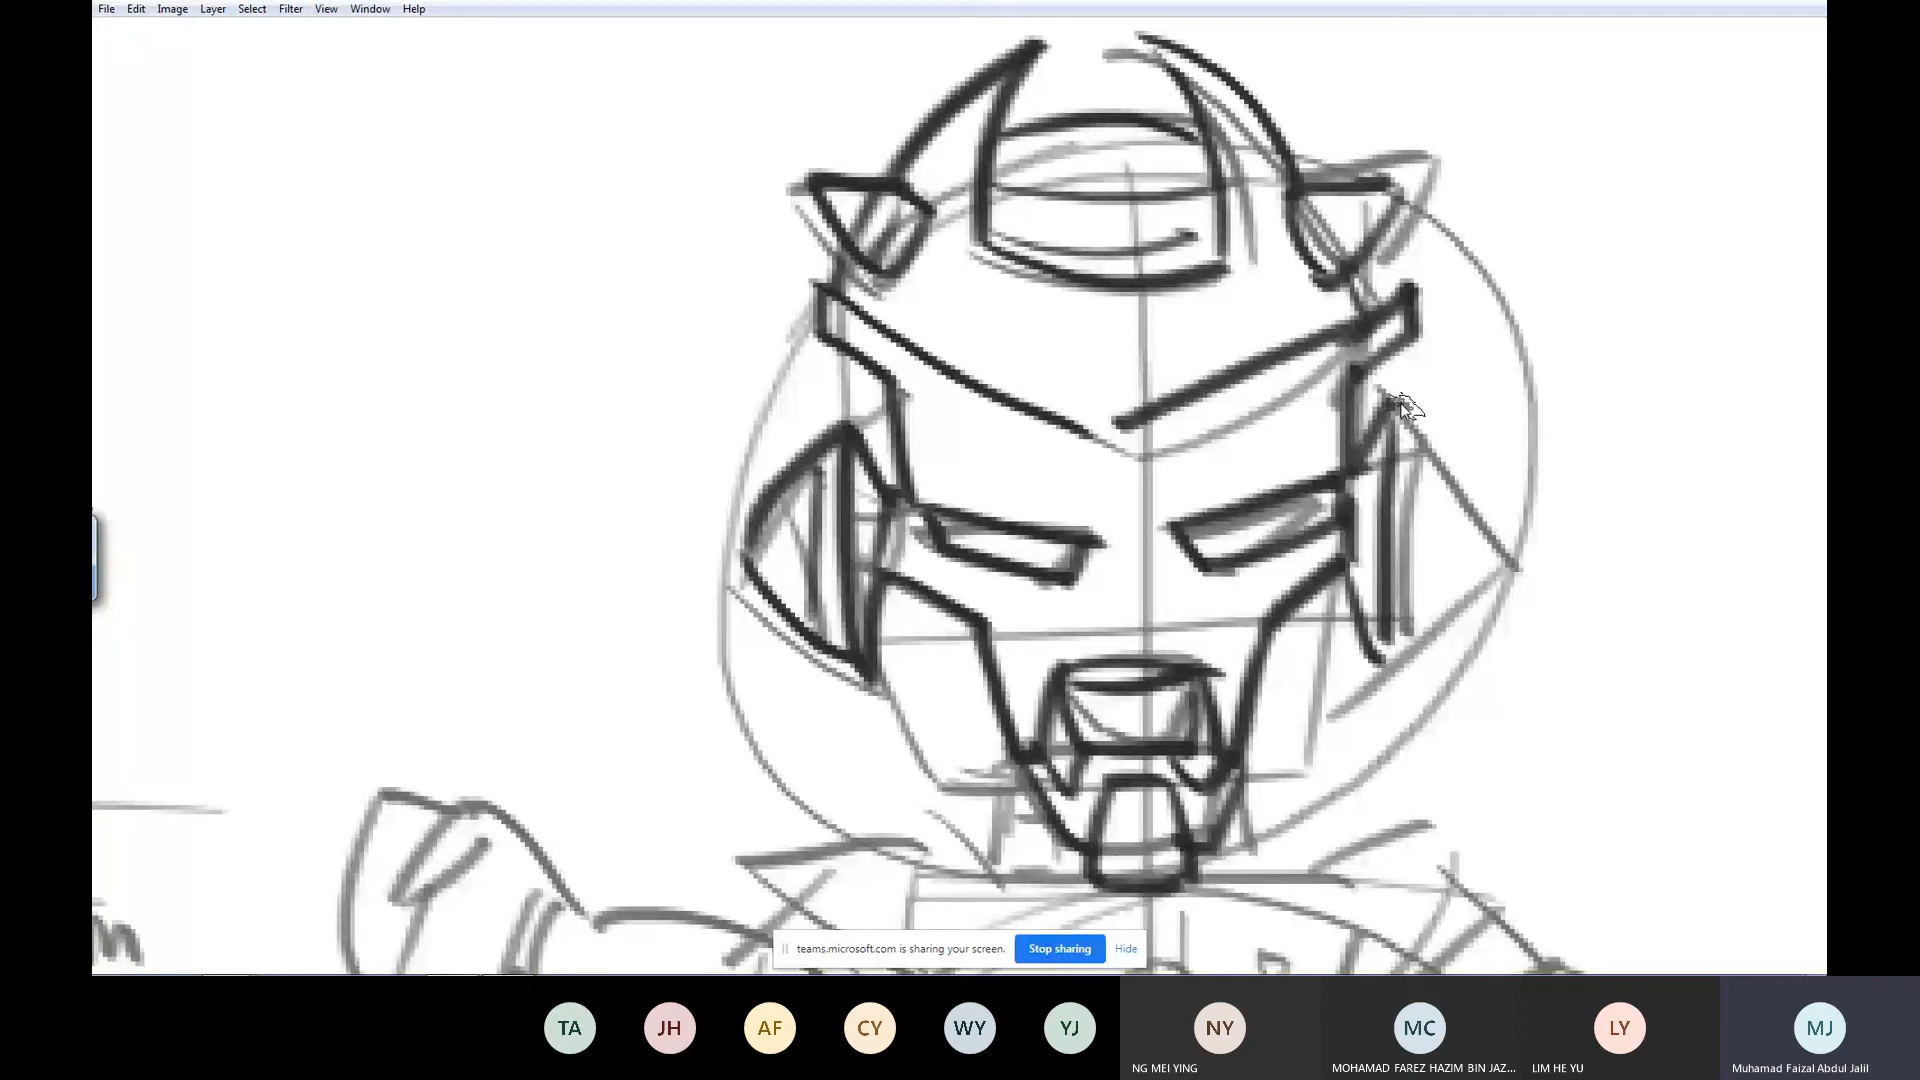 File Edit Image Layer Select Filter View Window Help
m
teams.microsoft.com is sharing your screen. Stop sharing Hide
TA JH AF CY WY YJ NY MC LY MJ
NG MEI YING MOHAMAD FAREZ HAZIM BIN JAZ... LIM HE YU Muhamad Faizal Abdul Jalil